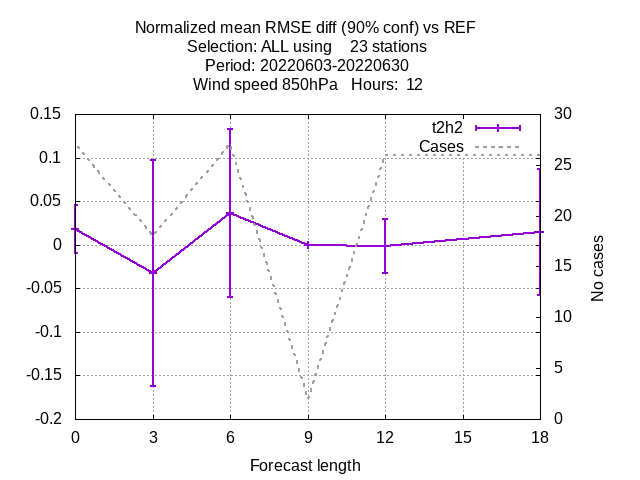 Normalized mean RMSE diff (90% conf) vs REF
Selection: ALL using    23 stations
Period: 20220603-20220630
Wind speed 850hPa   Hours:  12
t2h2
Cases
0.15
0.1
0.05
0
-0.05
-0.1
-0.15
-0.2
30
25
20
15
10
5
0
No cases
0 3 6 9 12 15 18
Forecast length